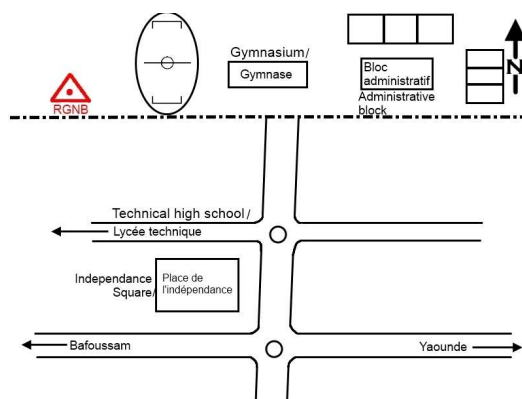 Gymnasium/
Gymnase
Bloc
administratif
Administrative
block
N
RGNB
Technical high school/
Lycée technique
Independance
Square/
Place de
l'indépendance
Bafoussam
Yaounde